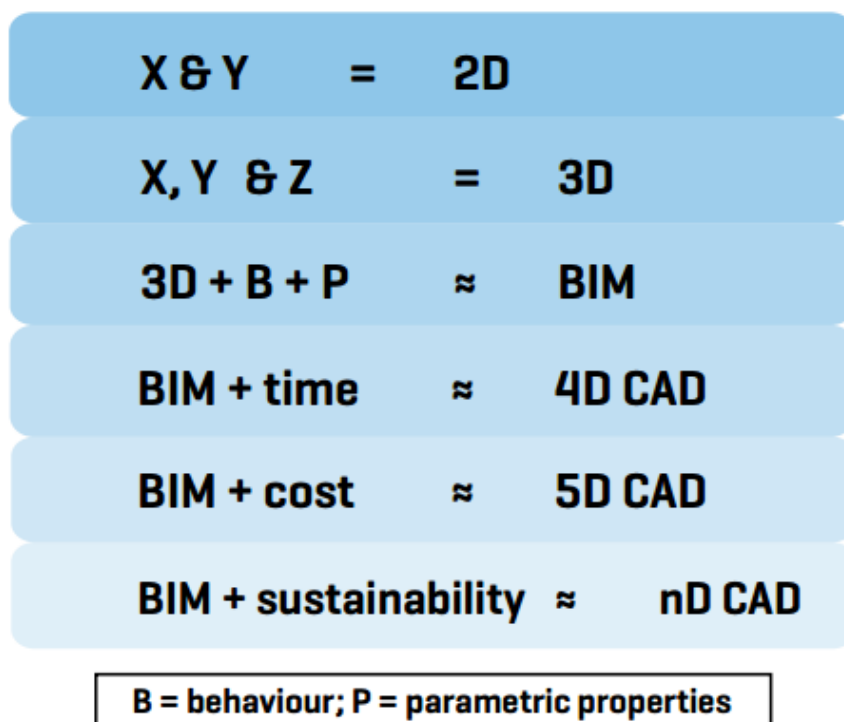 X & Y = 2D
X, Y & Z = 3D
3D + B + P ≈ BIM
BIM + time ≈ 4D CAD
BIM + cost ≈ 5D CAD
BIM + sustainability ≈ nD CAD
B = behaviour; P = parametric properties